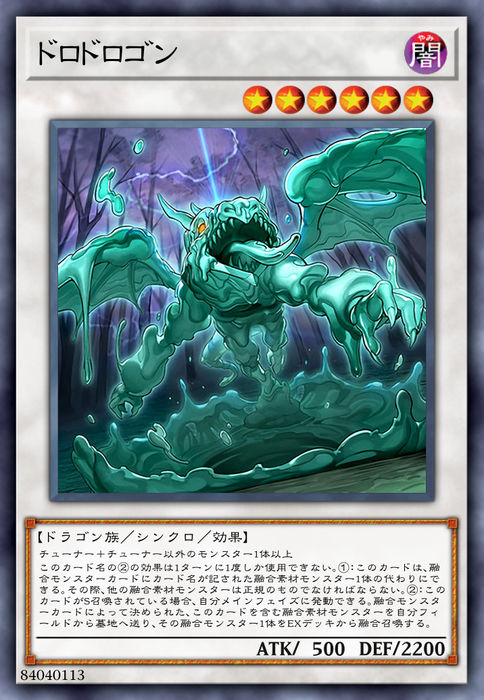 ドロドロゴン
やみ
闇
【ドラゴン族／シンクロ／効果】
チューナー＋チューナー以外のモンスター1体以上
このカード名の②の効果は1ターンに1度しか使用できない。①：このカードは、融
合モンスターカードにカード名が記された融合素材モンスター1体の代わりにで
きる。その際、他の融合素材モンスターは正規のものでなければならない。②：この
カードがS召喚されている場合、自分メインフェイズに発動できる。融合モンスタ
ーカードによって決められた、このカードを含む融合素材モンスターを自分フィ
ールドから墓地へ送り、その融合モンスター1体をEXデッキから融合召喚する。
ATK/ 500 DEF/2200
84040113